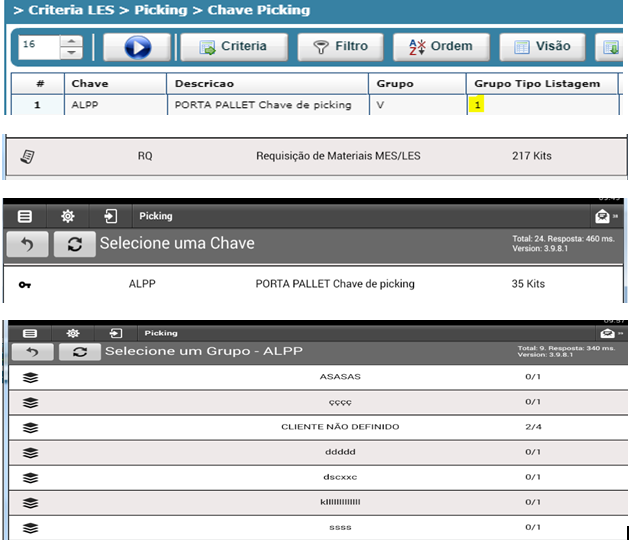 > Criteria LES > Picking > Chave Picking
16 Criteria Filtro Ordem Visão
# Chave Descricao Grupo Grupo Tipo Listagem
1 ALPP PORTA PALLET Chave de picking V 1
RQ Requisição de Materiais MES/LES 217 Kits
Picking
Selecione uma Chave
Total: 24. Resposta: 460 ms.
Version: 3.9.8.1
ALPP PORTA PALLET Chave de picking 35 Kits
Picking
Selecione um Grupo - ALPP
Total: 9. Resposta: 340 ms.
Version: 3.9.8.1
ASASAS 0/1
çççç 0/1
CLIENTE NÃO DEFINIDO 2/4
ddddd 0/1
dscxxc 0/1
0/1
ssss 0/1